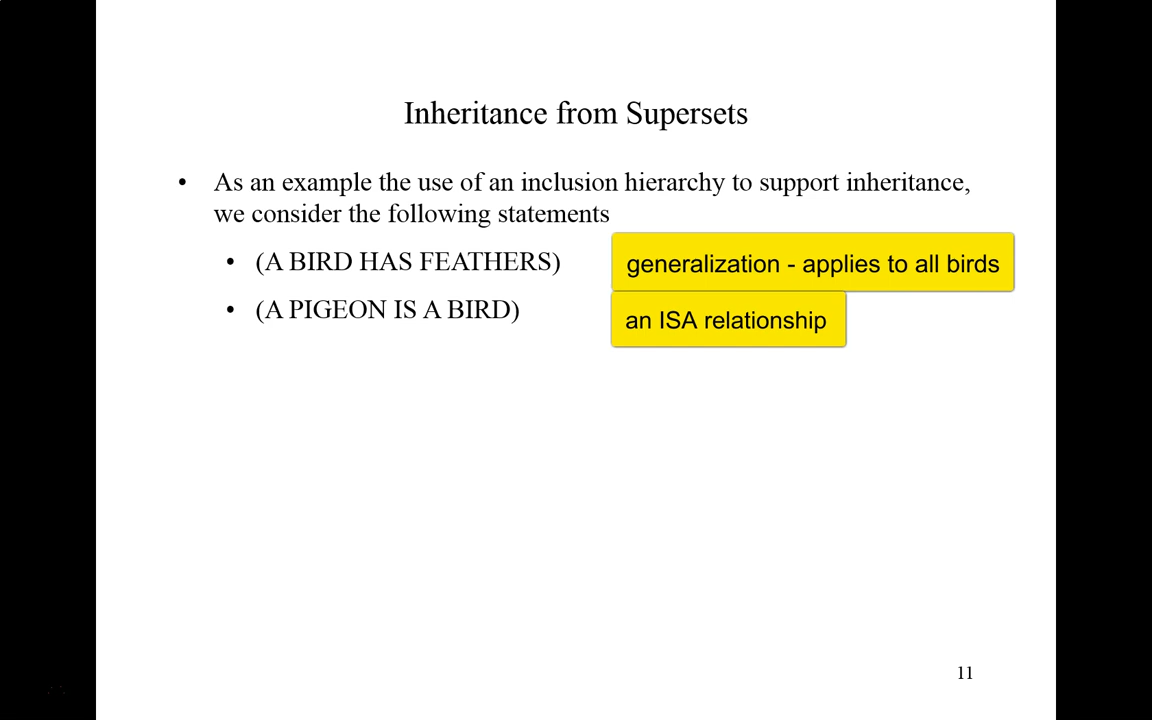 Inheritance from Supersets
• As an example the use of an inclusion hierarchy to support inheritance,
we consider the following statements
• (A BIRD HAS FEATHERS)
generalization - applies to all birds
• (A PIGEON IS A BIRD)
an ISA relationship
11